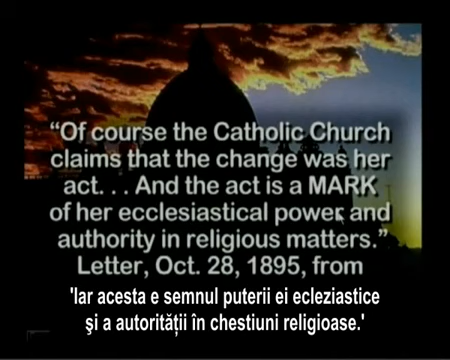 “Of course the Catholic Church
claims that the change was her
act. . . And the act is a MARK
of her ecclesiastical power and
authority in religious matters.”
Letter, Oct. 28, 1895, from
'Iar acesta e semnul puterii ei ecleziastice
şi a autorităţii în chestiuni religioase.'